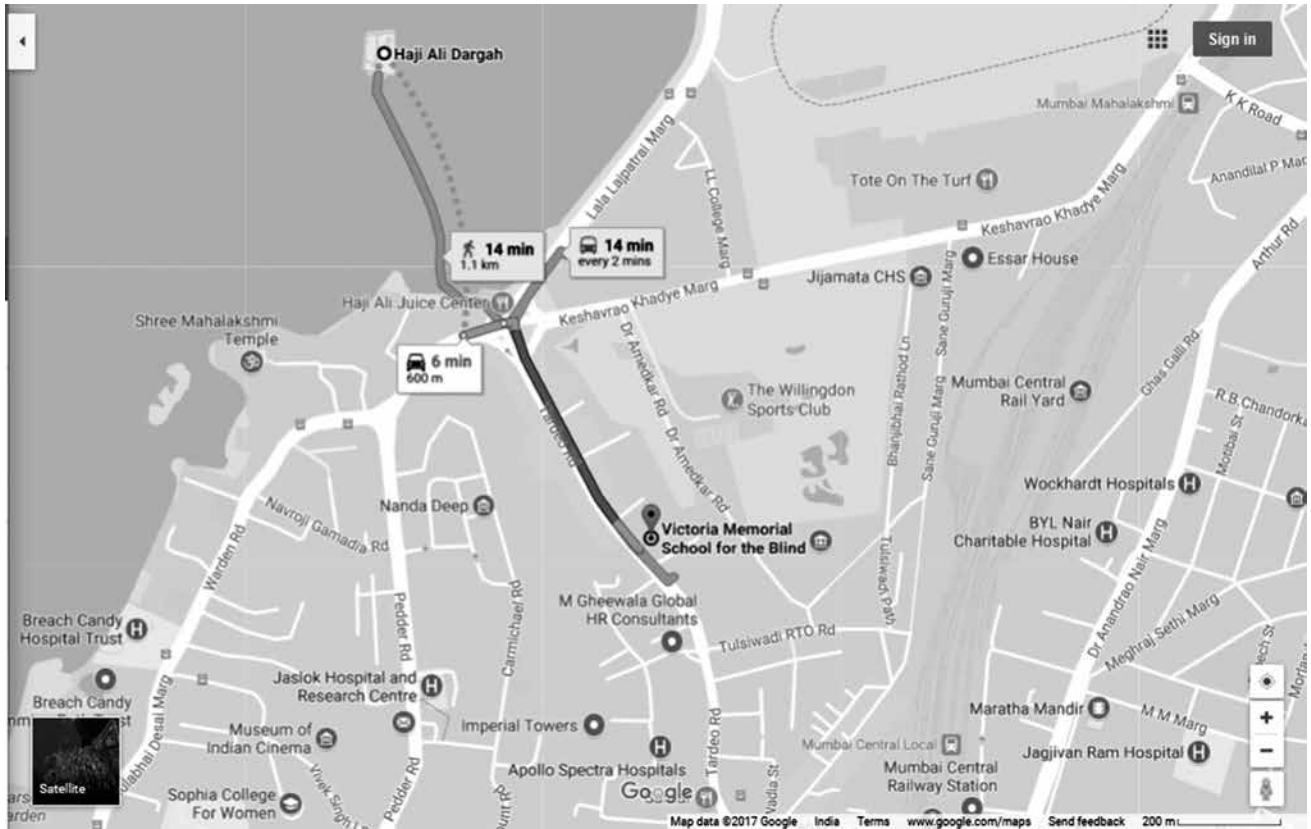 Haji Ali Dargah
Sign in
Mumbai Mahalakshmi
K K Road
Anandilal P Mar
Lala Lajpatrai Marg
LL College Marg
Tote On The Turf
Keshavrao Khadye Marg
Arthur Rd
14 min
1.1 km
14 min
every 2 mins
Essar House
Jijamata CHS
Haji Ali Juice Center
Keshavrao Khadye Marg
Shree Mahalakshmi
Temple
6 min
600 m
Dr Amedkar Rd
Sane Guruji Marg
Bhanjibhai Rathod Ln
Ghas Galli Rd
The Willingdon
Sports Club
Mumbai Central
Rail Yard
R.B.Chandorka
Motibai St
Tardeo Rd
Dr Amedkar Rd
Sane Guruji Marg
Nanda Deep
Wockhardt Hospitals
Navroji Gamadia Rd
Victoria Memorial
School for the Blind
BYL Nair
Charitable Hospital
Warden Rd
Tulsiwady Path
Dr Anandrao Nair Marg
M Gheewala Global
HR Consultants
Pedder Rd
Carmichael Rd
Breach Candy
Hospital Trust
Tulsiwadi RTO Rd
Meghraj Sethi Marg
Jaslok Hospital and
Research Centre
Breach Candy
Maratha Mandir
M M Marg
Imperial Towers
Museum of
Indian Cinema
Tardeo Rd
Mumbai Central Local
Jagjivan Ram Hospital
Apollo Spectra Hospitals
Mumbai Central
Railway Station
Satellite
Sophia College
For Women
Pedder Rd
Google
Map data ©2017 Google India Terms www.google.com/maps Send feedback 200 m